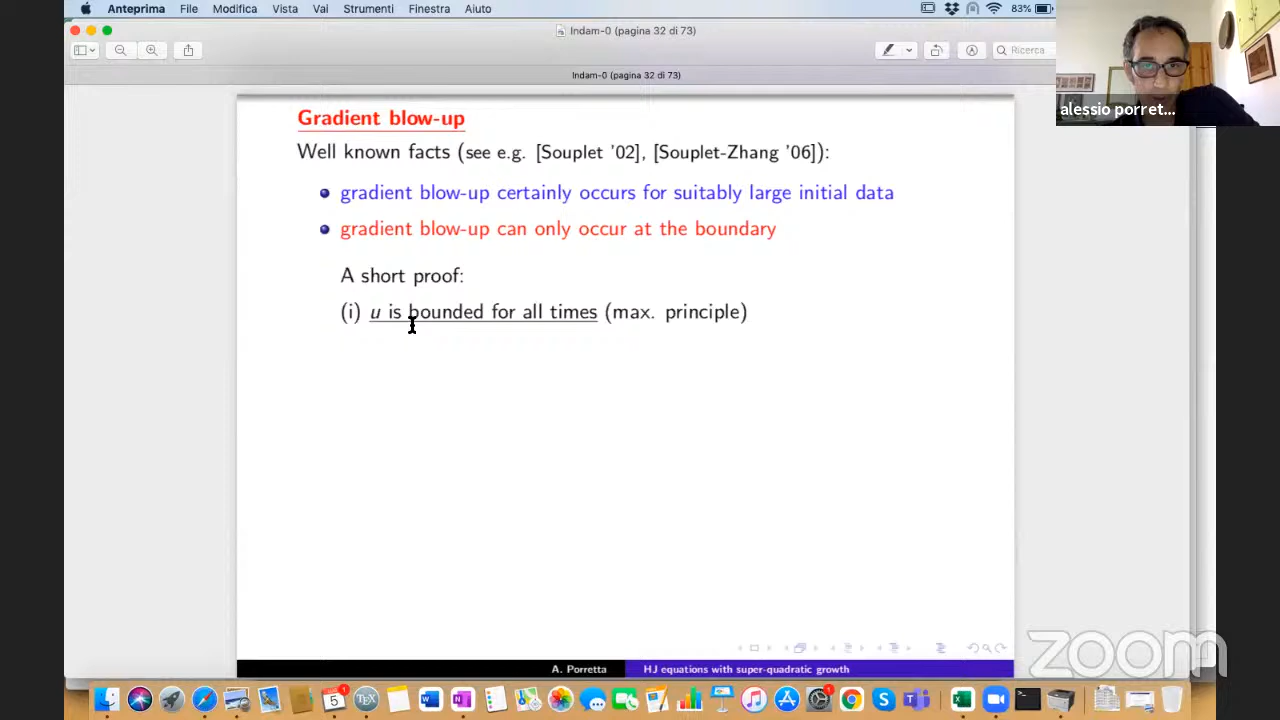 Anteprima File Modifica Vista Vai Strumenti Finestra Aiuto 83%
Indam-0 (pagina 32 di 73)
Ricerca
Indam-0 (pagina 32 di 73)
alessio porret...
Gradient blow-up
Well known facts (see e.g. [Souplet '02], [Souplet-Zhang '06]):
gradient blow-up certainly occurs for suitably large initial data
gradient blow-up can only occur at the boundary
A short proof:
(i) u is bounded for all times (max. principle)
zoom
A. Porretta HJ equations with super-quadratic growth